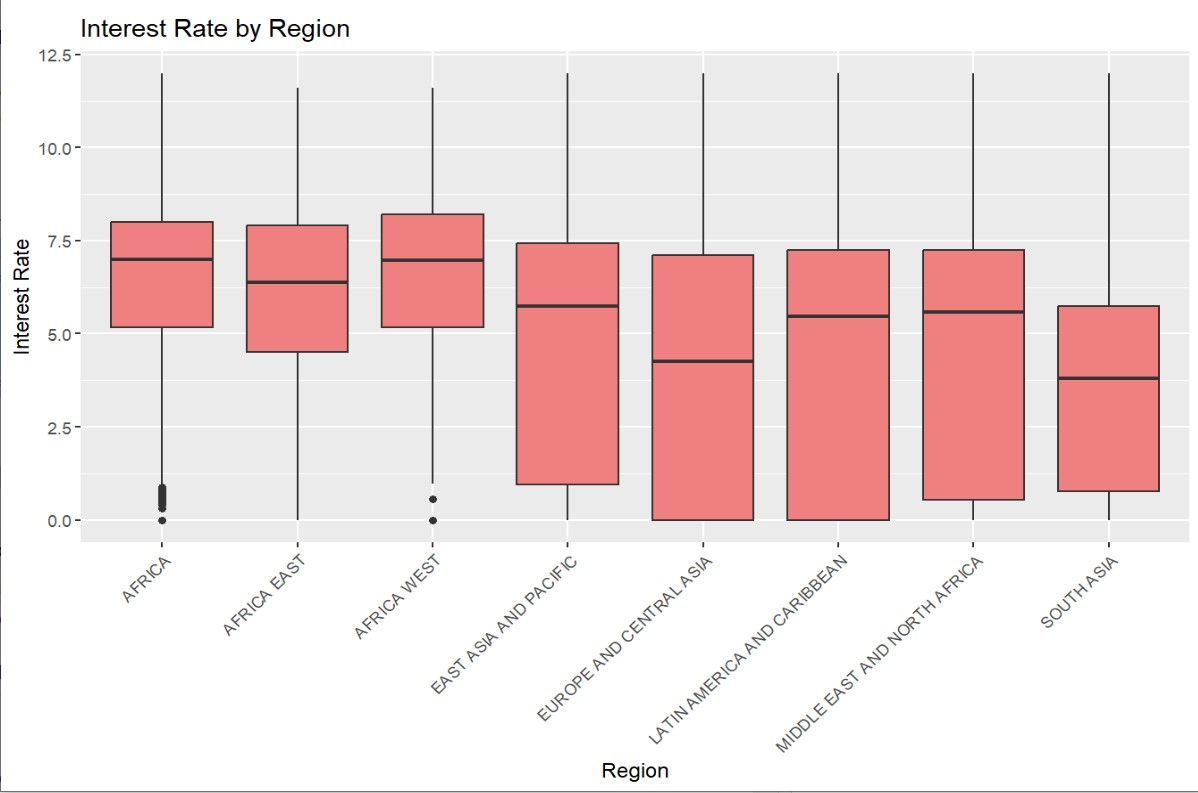 Interest Rate by Region
12.5
10.0
7.5
5.0
2.5
0.0
Interest Rate
AFRICA
AFRICA EAST
AFRICA WEST
EAST ASIA AND PACIFIC
EUROPE AND CENTRAL ASIA
LATIN AMERICA AND CARIBBEAN
MIDDLE EAST AND NORTH AFRICA
SOUTH ASIA
Region